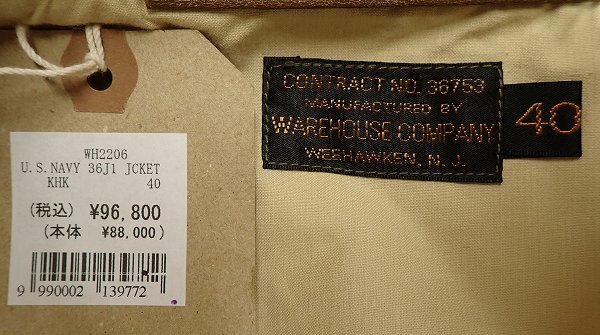 WH2206
U.S.NAVY 36J1 JCKET
KHK 40
(税込) ¥96,800
(本体 ¥88,000)
9 990002 139772
CONTRACT NO. 36753
MANUFACTURED BY
WAREHOUSE COMPANY
WEEHAWKEN, N. J.
40